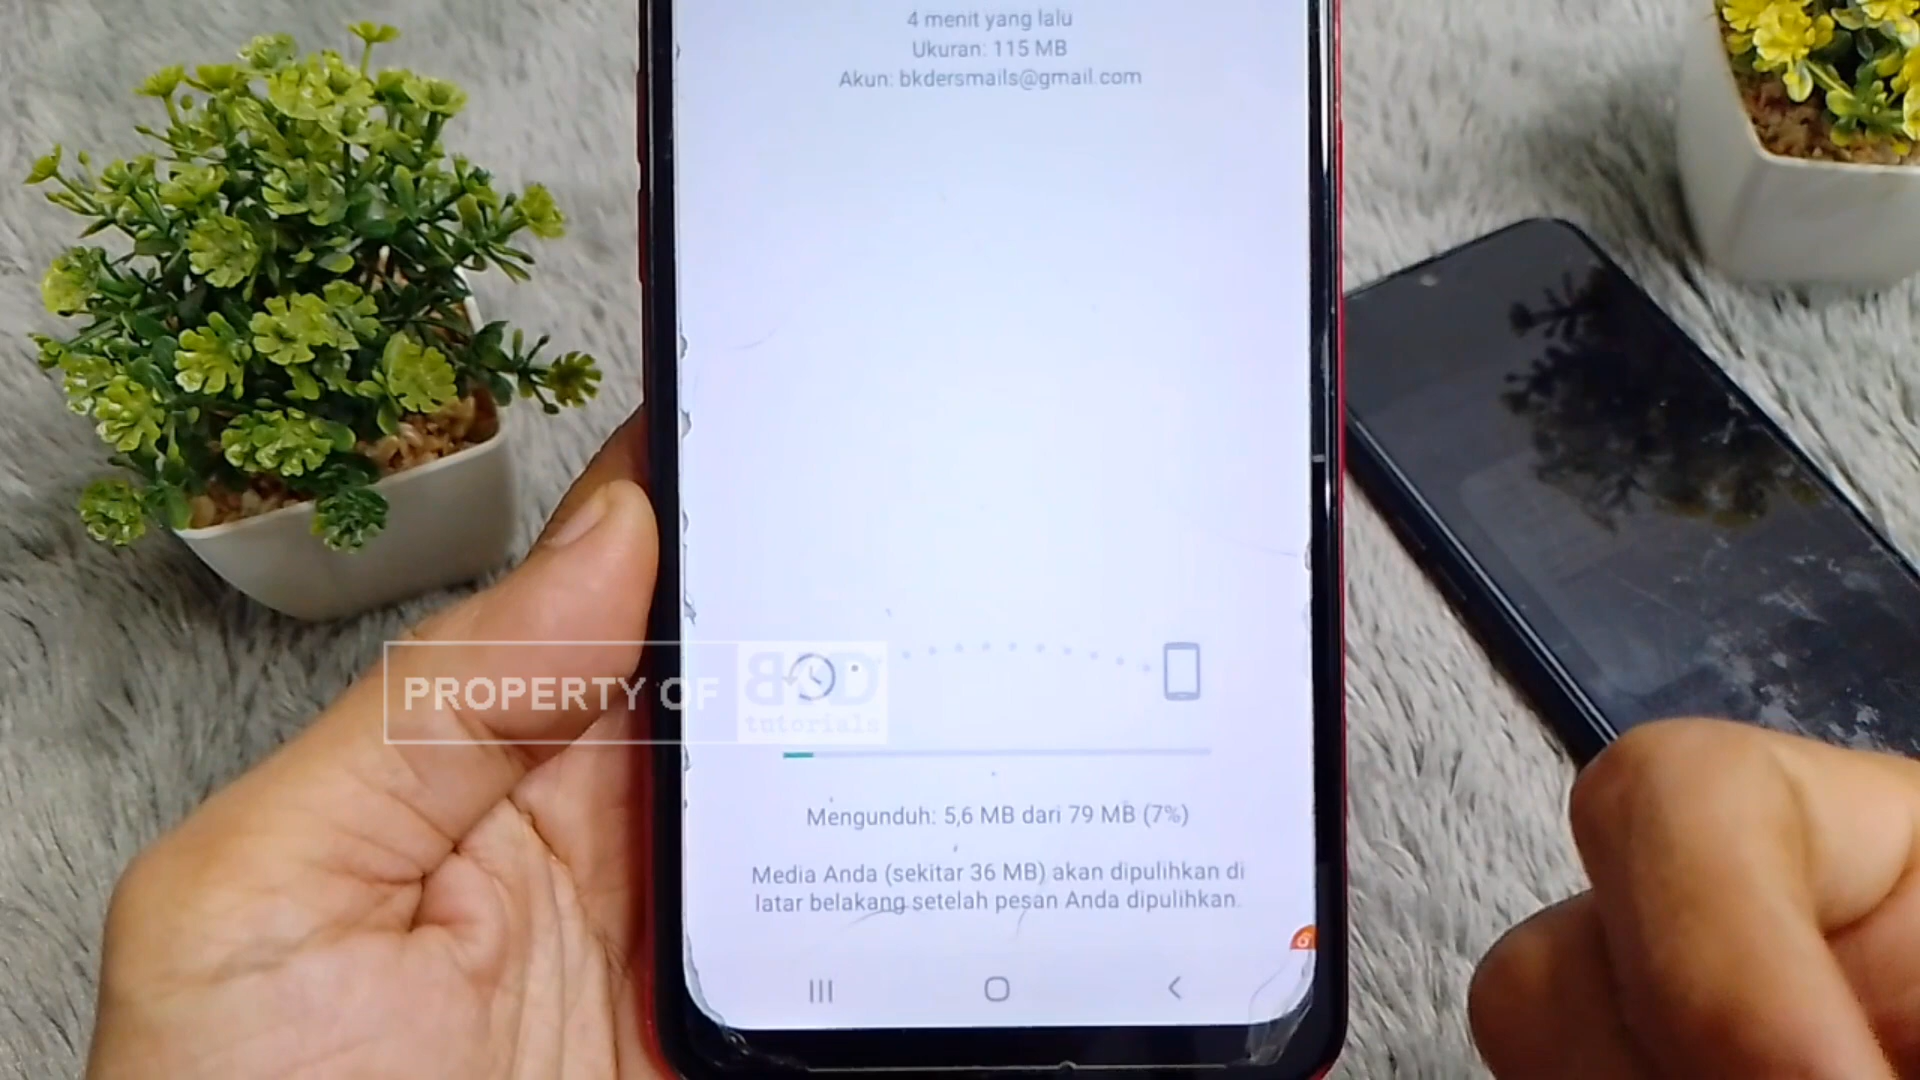 4 menit yang lalu
Ukuran: 115 MB
Akun: bkdersmails@gmail.com
PROPERTY OF
tutorials
Mengunduh: 5,6 MB dari 79 MB (7%)
Media Anda (sekitar 36 MB) akan dipulihkan di
latar belakang setelah pesan Anda dipulihkan.